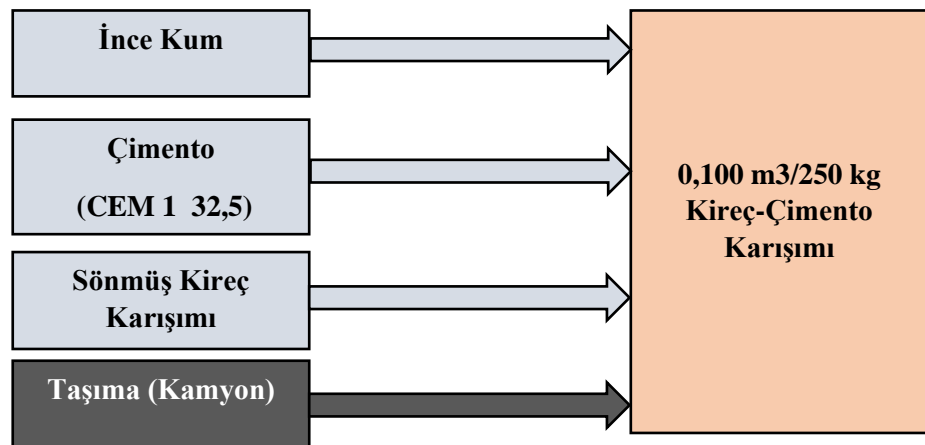 İnce Kum
Çimento
(CEM 1 32,5)
Sönmüş Kireç
Karışımı
Taşıma (Kamyon)
0,100 m3/250 kg
Kireç-Çimento
Karışımı